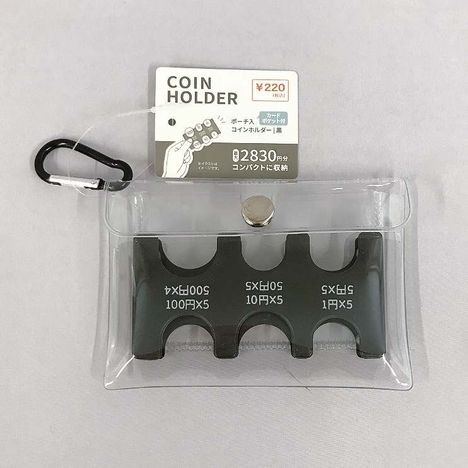 COIN
HOLDER
¥220
(税込)
ポーチ入
コインホルダー|黒
カード
ポケット付
最大2830円分
コンパクトに収納
500円×4
50円×5
5円×5
100円×5
10円×5
1円×5